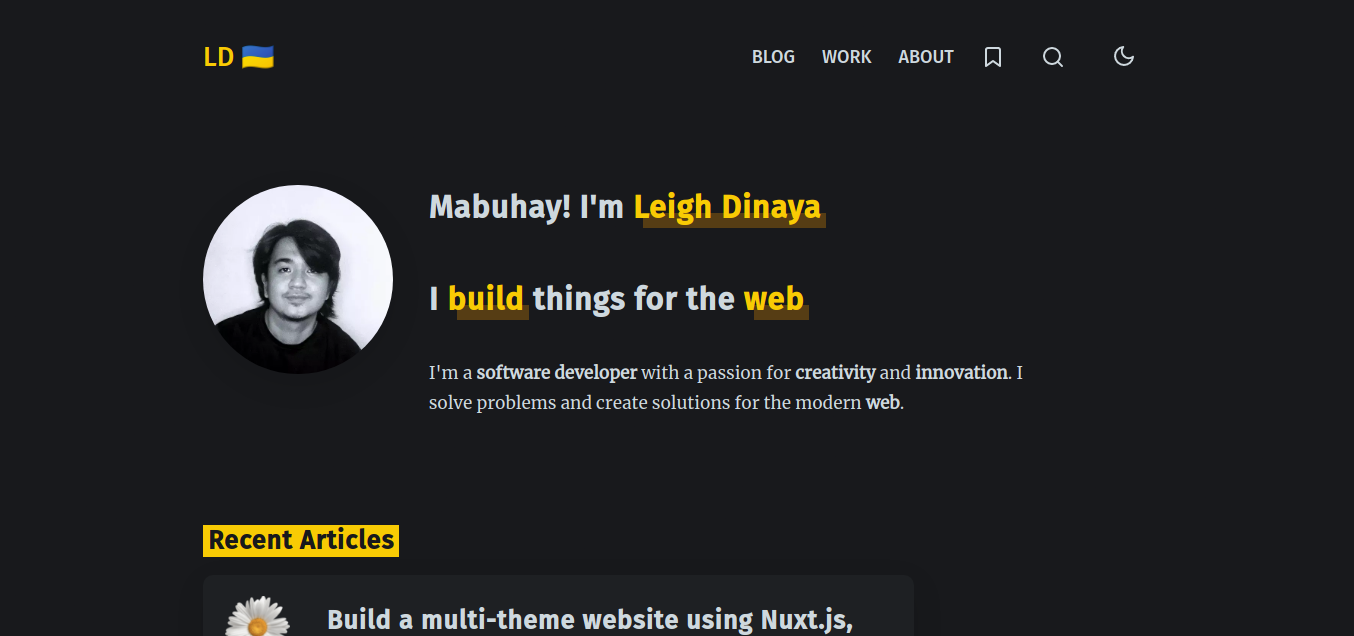 LD
BLOG WORK ABOUT
Mabuhay! I'm Leigh Dinaya
I build things for the web
I'm a software developer with a passion for creativity and innovation. I
solve problems and create solutions for the modern web.
Recent Articles
Build a multi-theme website using Nuxt.js,